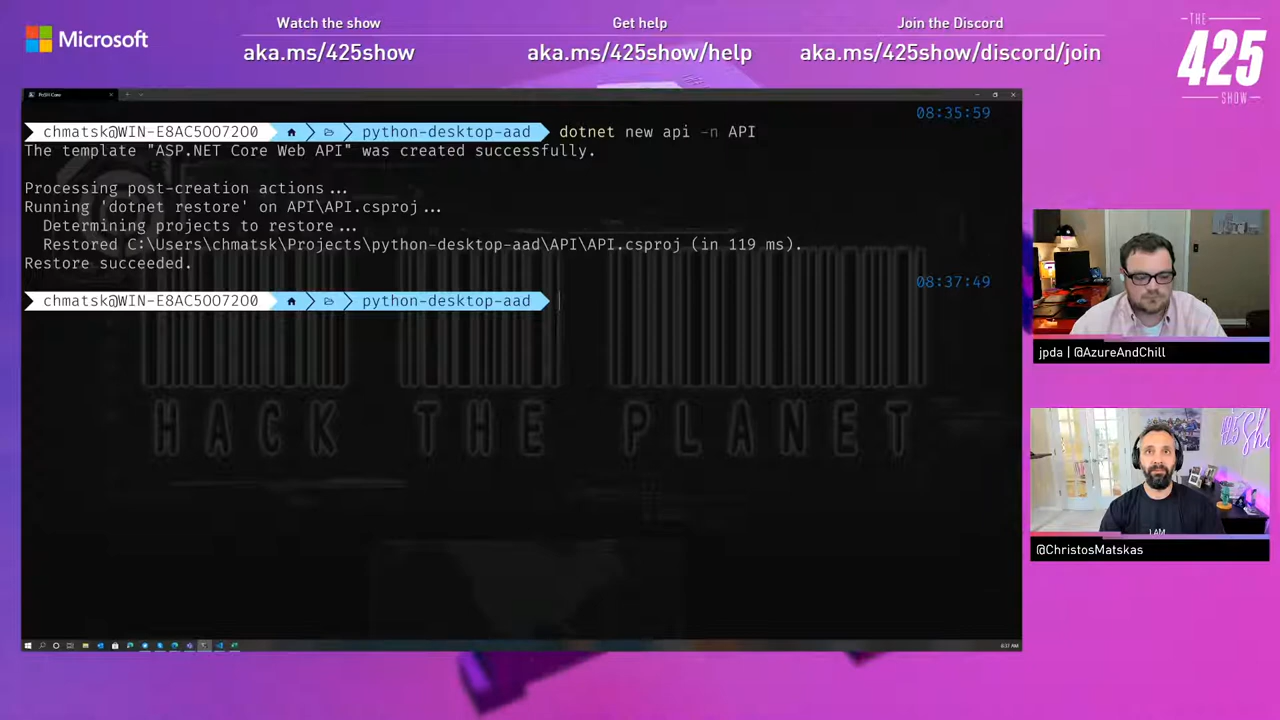 Microsoft
Watch the show
aka.ms/425show
Get help
aka.ms/425show/help
Join the Discord
aka.ms/425show/discord/join
THE
425
SHOW
08:35:59
chmatsk@WIN-E8AC5OO72O0 python-desktop-aad dotnet new api -n API
The template "ASP.NET Core Web API" was created successfully.
Processing post-creation actions...
Running 'dotnet restore' on API\API.csproj...
Determining projects to restore...
Restored C:\Users\chmatsk\Projects\python-desktop-aad\API\API.csproj (in 119 ms).
Restore succeeded.
08:37:49
chmatsk@WIN-E8AC5OO72O0 python-desktop-aad
HACK THE PLANET
jpda | @AzureAndChill
I AM
@ChristosMatskas